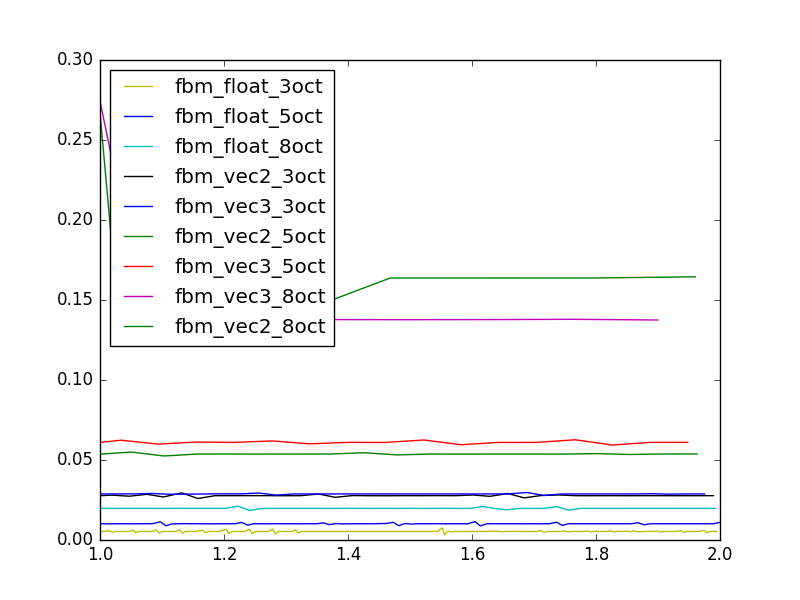 0.30
0.25
0.20
0.15
0.10
0.05
0.00
fbm_float_3oct
fbm_float_5oct
fbm_float_8oct
fbm_vec2_3oct
fbm_vec3_3oct
fbm_vec2_5oct
fbm_vec3_5oct
fbm_vec3_8oct
fbm_vec2_8oct
1.0 1.2 1.4 1.6 1.8 2.0